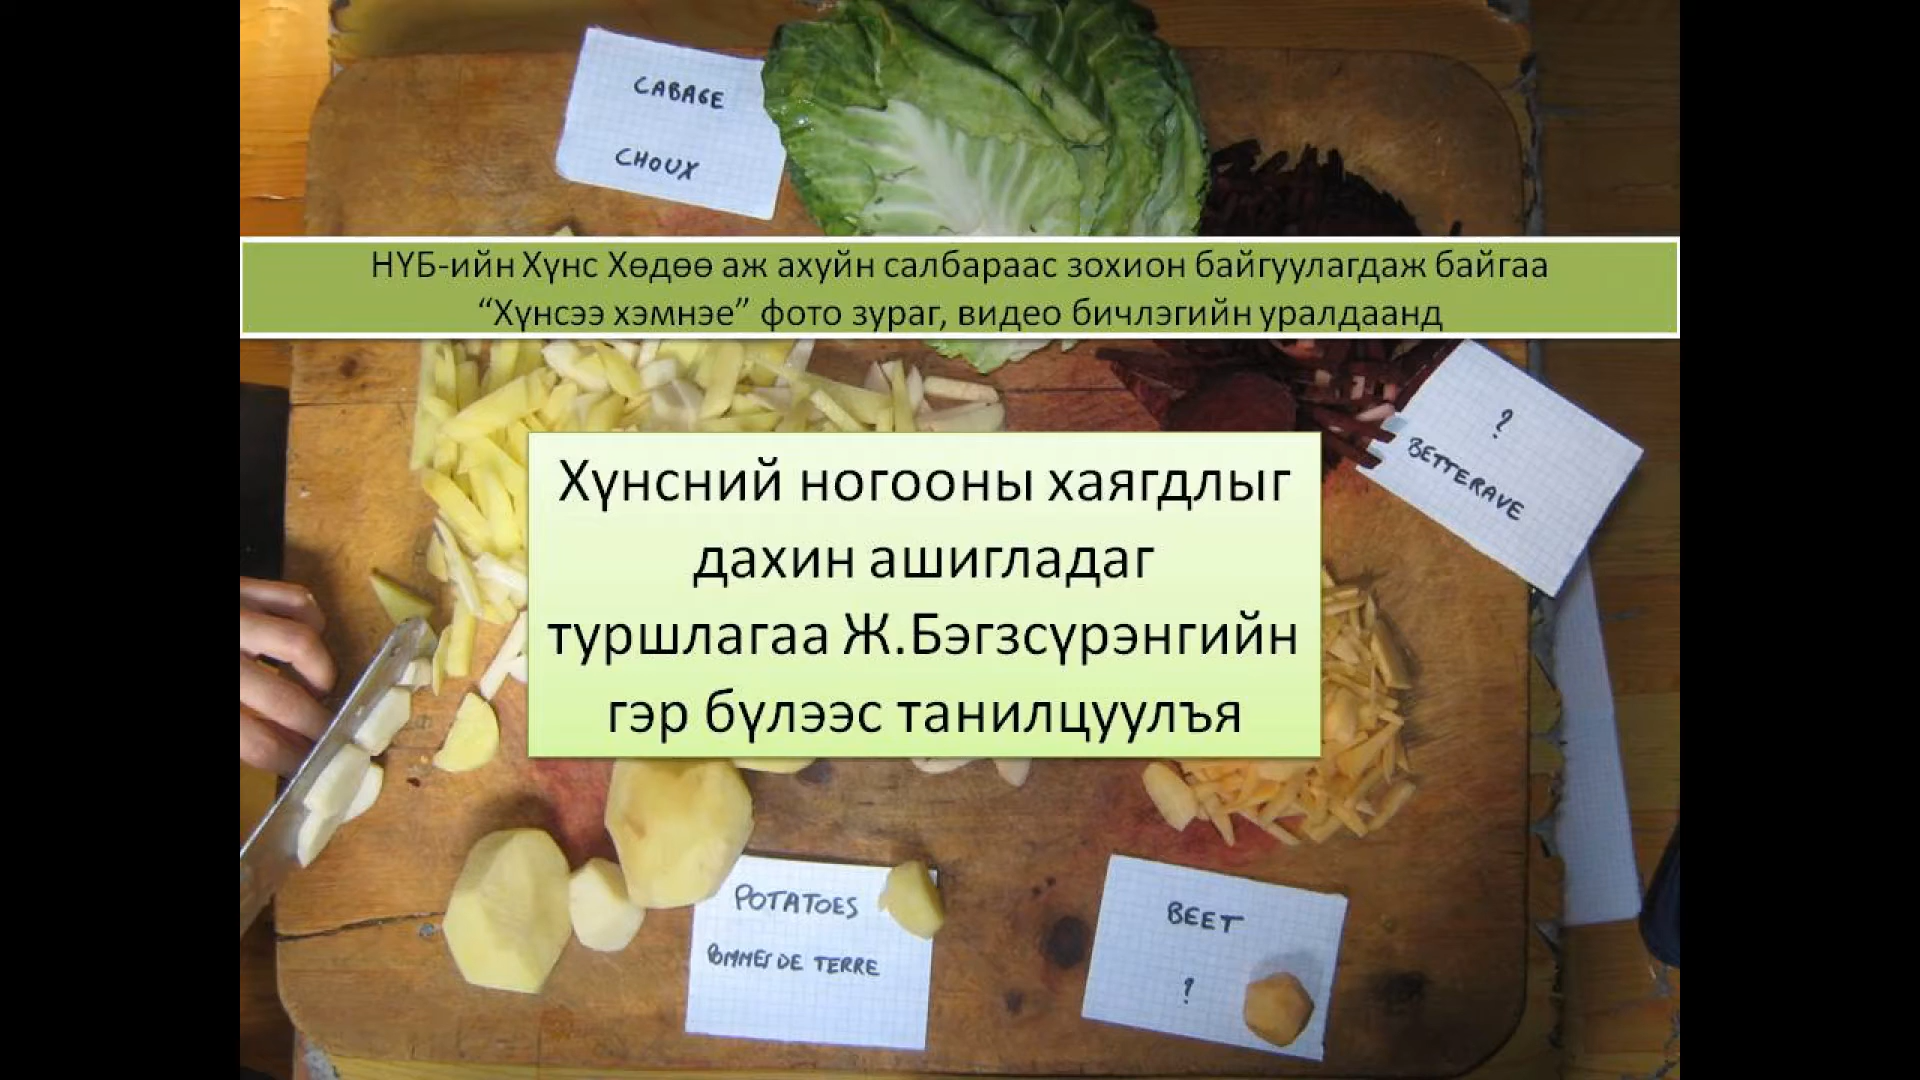 CABAGE
CHOUX
НҮБ-ийн Хүнс Хөдөө аж ахуйн салбараас зохион байгуулагдаж байгаа
“Хүнсээ хэмнэе” фото зураг, видео бичлэгийн уралдаанд
?
BETTERAVE
Хүнсний ногооны хаягдлыг
дахин ашигладаг
туршлагаа Ж.Бэгзсүрэнгийн
гэр бүлээс танилцуулъя
POTATOES
POMMES DE TERRE
BEET
?